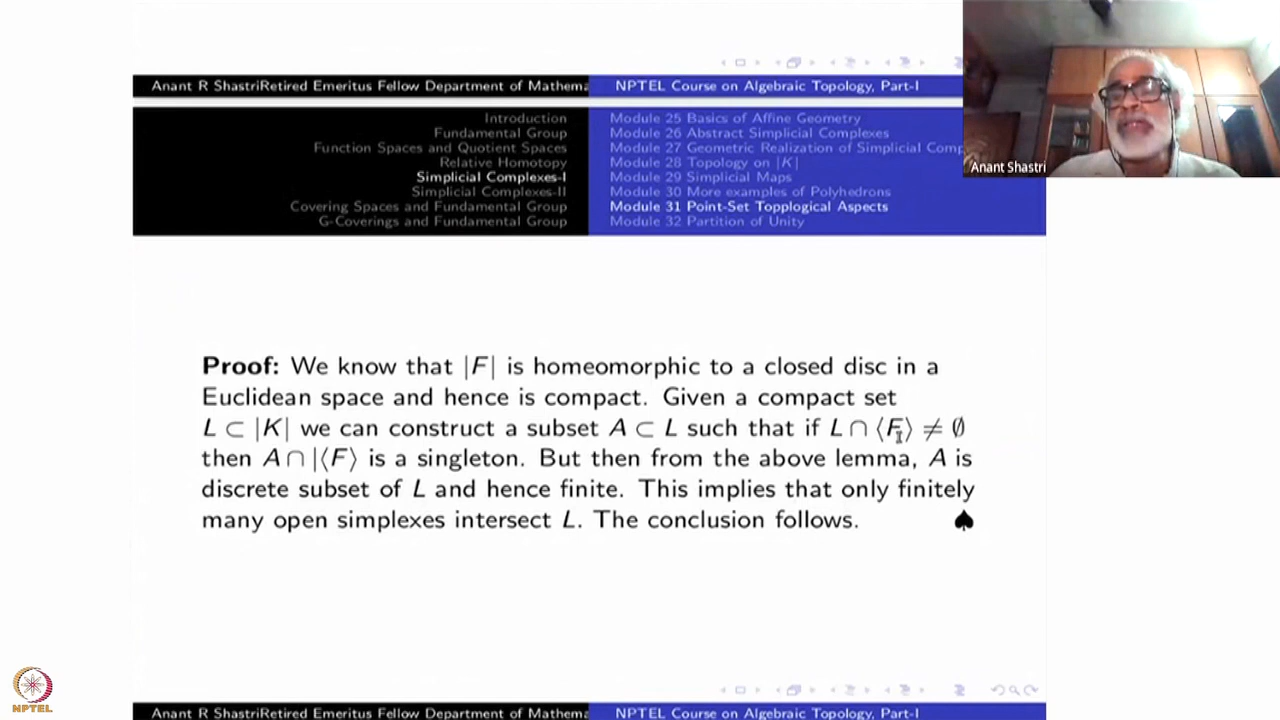 Anant R ShastriRetired Emeritus Fellow Department of Mathema
NPTEL Course on Algebraic Topology, Part-I
Introduction
Fundamental Group
Function Spaces and Quotient Spaces
Relative Homotopy
Simplicial Complexes-I
Simplicial Complexes-II
Covering Spaces and Fundamental Group
G-Coverings and Fundamental Group
Module 25 Basics of Affine Geometry
Module 26 Abstract Simplicial Complexes
Module 27 Geometric Realization of Simplicial Comp
Module 28 Topology on |K|
Module 29 Simplicial Maps
Module 30 More examples of Polyhedrons
Module 31 Point-Set Topplogical Aspects
Module 32 Partition of Unity
Anant Shastri
Proof: We know that |F| is homeomorphic to a closed disc in a
Euclidean space and hence is compact. Given a compact set
L ⊂ |K| we can construct a subset A ⊂ L such that if L ∩ ⟨F⟩ ≠ ∅
then A ∩ |⟨F⟩ is a singleton. But then from the above lemma, A is
discrete subset of L and hence finite. This implies that only finitely
many open simplexes intersect L. The conclusion follows. ♠
NPTEL
Anant R ShastriRetired Emeritus Fellow Department of Mathema
NPTEL Course on Algebraic Topology, Part-I